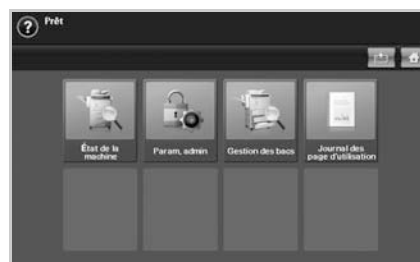 Prêt
État de la
machine
Param, admin
Gestion des bacs
Journal des
page d'utilisation